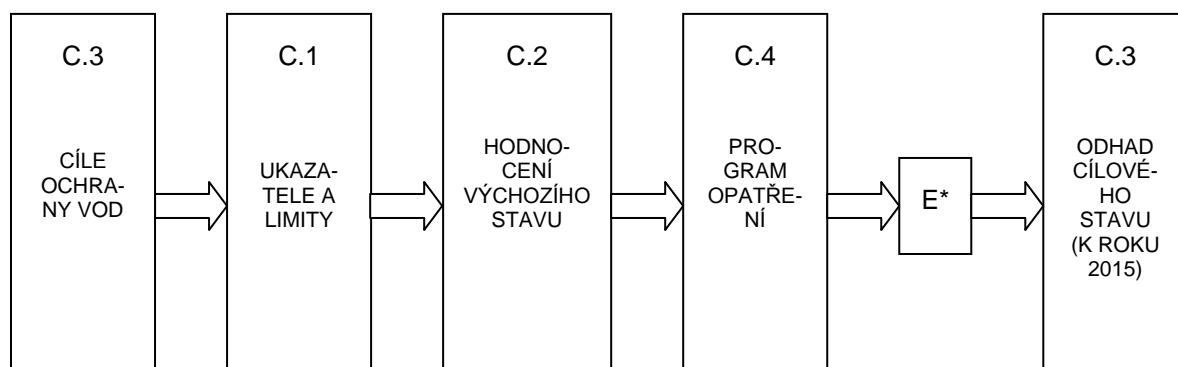 C.3
CÍLE
OCHRA-
NY VOD
C.1
UKAZA-
TELE A
LIMITY
C.2
HODNO-
CENÍ
VÝCHOZÍHO
STAVU
C.4
PRO-
GRAM
OPATŘE-
NÍ
E*
C.3
ODHAD
CÍLOVÉ-
HO
STAVU
(K ROKU
2015)